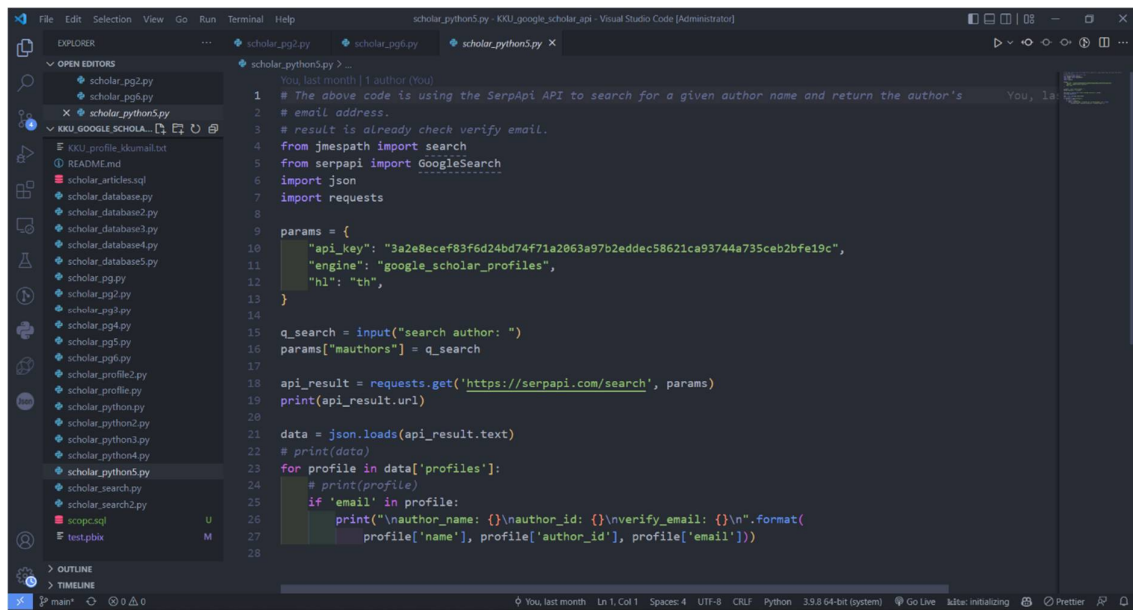 File Edit Selection View Go Run Terminal Help
scholar_python5.py - KKU_google_scholar_api - Visual Studio Code [Administrator]
EXPLORER
OPEN EDITORS
scholar_pg2.py
scholar_pg6.py
scholar_python5.py
KKU_GOOGLE_SCHOLA...
KKU_profile_kkumail.txt
README.md
scholar_articles.sql
scholar_database.py
scholar_database2.py
scholar_database3.py
scholar_database4.py
scholar_database5.py
scholar_pg.py
scholar_pg2.py
scholar_pg3.py
scholar_pg4.py
scholar_pg5.py
scholar_pg6.py
scholar_profile2.py
scholar_proflie.py
scholar_python.py
scholar_python2.py
scholar_python3.py
scholar_python4.py
scholar_python5.py
scholar_search.py
scholar_search2.py
scopc.sql U
test.pbix M
OUTLINE
TIMELINE
4
Json
scholar_pg2.py scholar_pg6.py scholar_python5.py
scholar_python5.py > ...
You, last month | 1 author (You)
1 # The above code is using the SerpApi API to search for a given author name and return the author's You, la
2 # email address.
3 # result is already check verify email.
4 from jmespath import search
5 from serpapi import GoogleSearch
6 import json
7 import requests
8
9 params = {
10 "api_key": "3a2e8ecef83f6d24bd74f71a2063a97b2eddec58621ca93744a735ceb2bfe19c",
11 "engine": "google_scholar_profiles",
12 "hl": "th",
13 }
14
15 q_search = input("search author: ")
16 params["mauthors"] = q_search
17
18 api_result = requests.get('https://serpapi.com/search', params)
19 print(api_result.url)
20
21 data = json.loads(api_result.text)
22 # print(data)
23 for profile in data['profiles']:
24 # print(profile)
25 if 'email' in profile:
26 print("\nauthor_name: {}\nauthor_id: {}\nverify_email: {}\n".format(
27 profile['name'], profile['author_id'], profile['email']))
28
main* 0 0 You, last month Ln 1, Col 1 Spaces: 4 UTF-8 CRLF Python 3.9.8 64-bit (system) Go Live kite: initializing Prettier